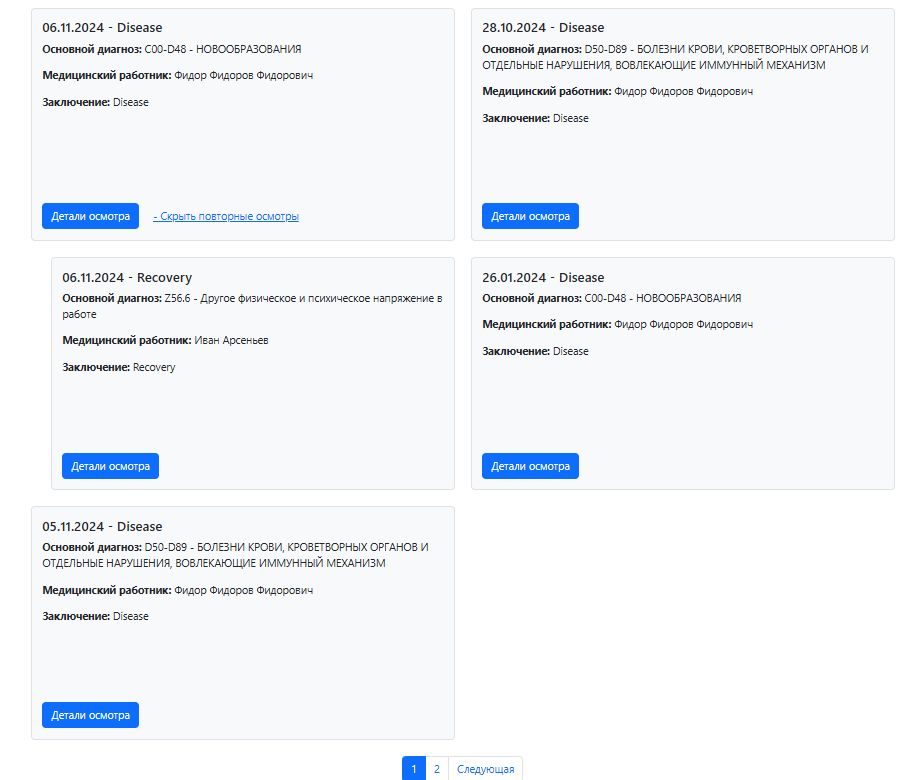 06.11.2024 - Disease
Основной диагноз: C00-D48 - НОВООБРАЗОВАНИЯ
Медицинский работник: Фидор Фидоров Фидорович
Заключение: Disease
Детали осмотра
- Скрыть повторные осмотры
28.10.2024 - Disease
Основной диагноз: D50-D89 - БОЛЕЗНИ КРОВИ, КРОВЕТВОРНЫХ ОРГАНОВ И
ОТДЕЛЬНЫЕ НАРУШЕНИЯ, ВОВЛЕКАЮЩИЕ ИММУННЫЙ МЕХАНИЗМ
Медицинский работник: Фидор Фидоров Фидорович
Заключение: Disease
Детали осмотра
06.11.2024 - Recovery
Основной диагноз: Z56.6 - Другое физическое и психическое напряжение в
работе
Медицинский работник: Иван Арсеньев
Заключение: Recovery
Детали осмотра
26.01.2024 - Disease
Основной диагноз: C00-D48 - НОВООБРАЗОВАНИЯ
Медицинский работник: Фидор Фидоров Фидорович
Заключение: Disease
Детали осмотра
05.11.2024 - Disease
Основной диагноз: D50-D89 - БОЛЕЗНИ КРОВИ, КРОВЕТВОРНЫХ ОРГАНОВ И
ОТДЕЛЬНЫЕ НАРУШЕНИЯ, ВОВЛЕКАЮЩИЕ ИММУННЫЙ МЕХАНИЗМ
Медицинский работник: Фидор Фидоров Фидорович
Заключение: Disease
Детали осмотра
1 2 Следующая